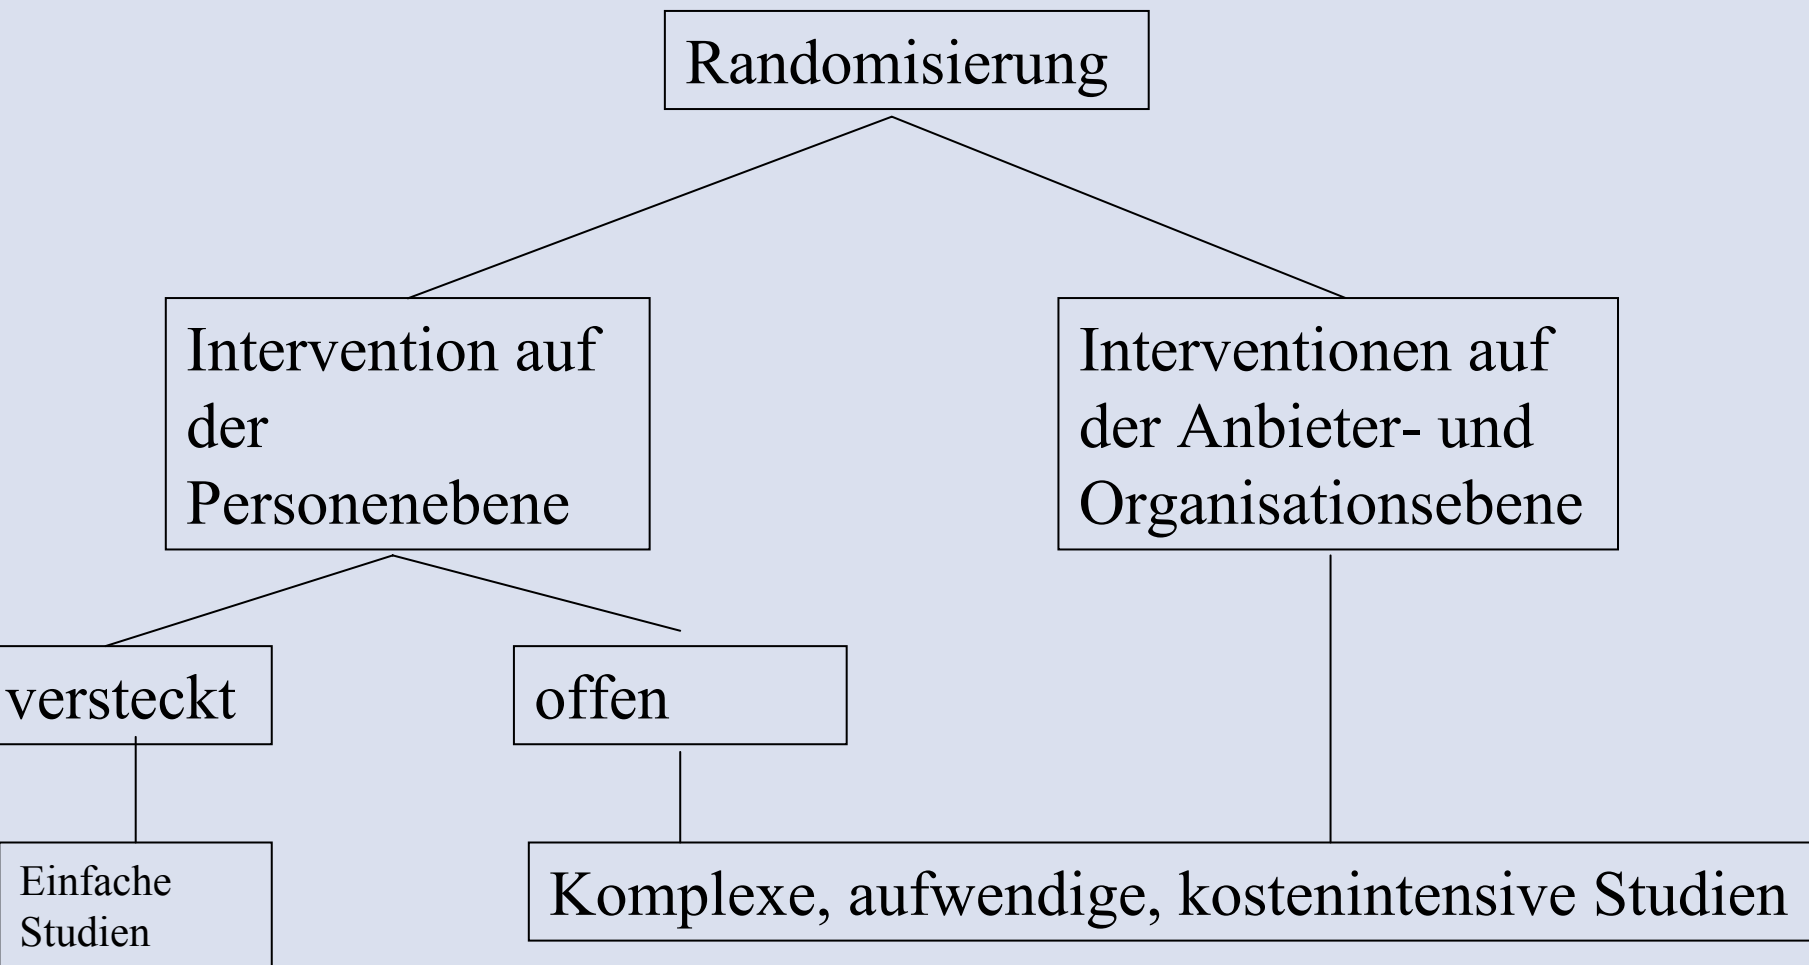 Randomisierung
Intervention auf
der
Personenebene
Interventionen auf
der Anbieter- und
Organisationsebene
versteckt
offen
Einfache
Studien
Komplexe, aufwendige, kostenintensive Studien